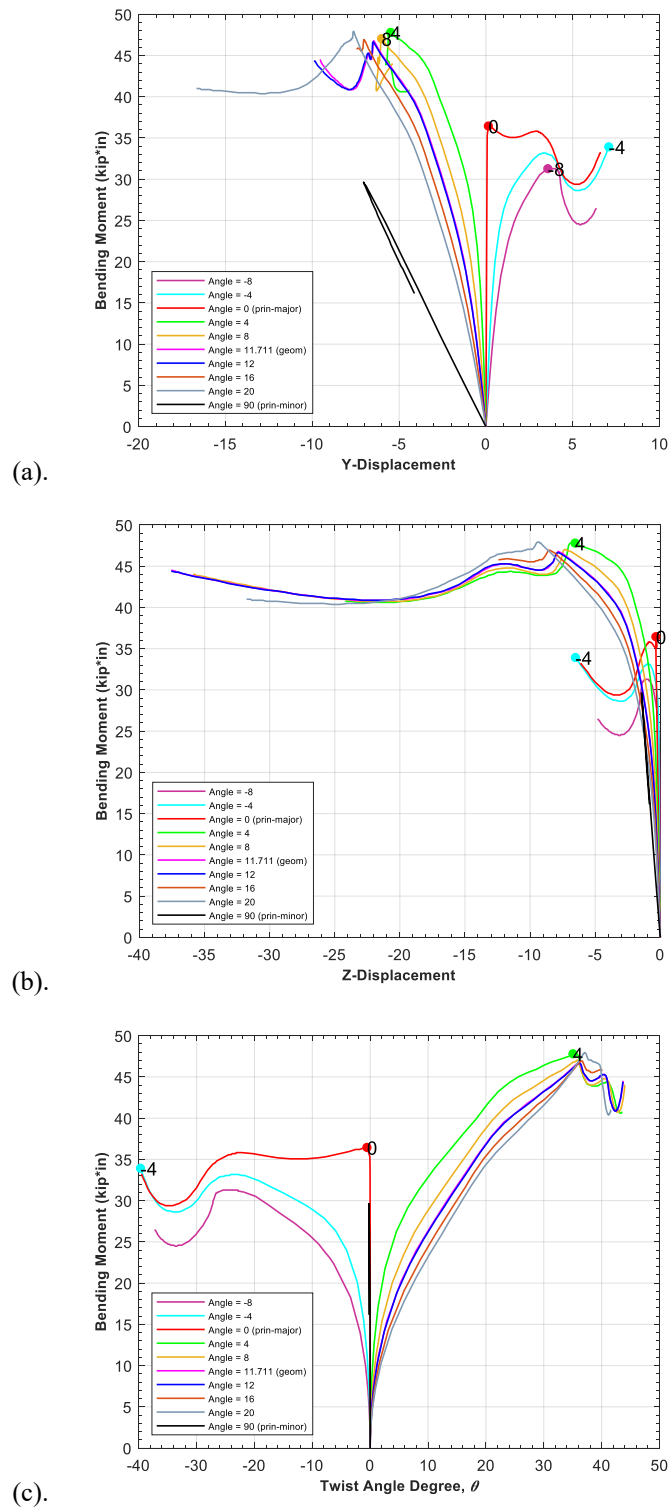 50
45
40
35
30
25
20
15
10
5
0
Bending Moment (kip*in)
4
8
0
-4
-8
Angle = -8
Angle = -4
Angle = 0 (prin-major)
Angle = 4
Angle = 8
Angle = 11.711 (geom)
Angle = 12
Angle = 16
Angle = 20
Angle = 90 (prin-minor)
-20 -15 -10 -5 0 5 10
Y-Displacement
(a).
50
45
40
35
30
25
20
15
10
5
0
Bending Moment (kip*in)
4
0
-4
Angle = -8
Angle = -4
Angle = 0 (prin-major)
Angle = 4
Angle = 8
Angle = 11.711 (geom)
Angle = 12
Angle = 16
Angle = 20
Angle = 90 (prin-minor)
-40 -35 -30 -25 -20 -15 -10 -5 0
Z-Displacement
(b).
50
45
40
35
30
25
20
15
10
5
0
Bending Moment (kip*in)
4
0
-4
Angle = -8
Angle = -4
Angle = 0 (prin-major)
Angle = 4
Angle = 8
Angle = 11.711 (geom)
Angle = 12
Angle = 16
Angle = 20
Angle = 90 (prin-minor)
-40 -30 -20 -10 0 10 20 30 40 50
Twist Angle Degree, θ
(c).